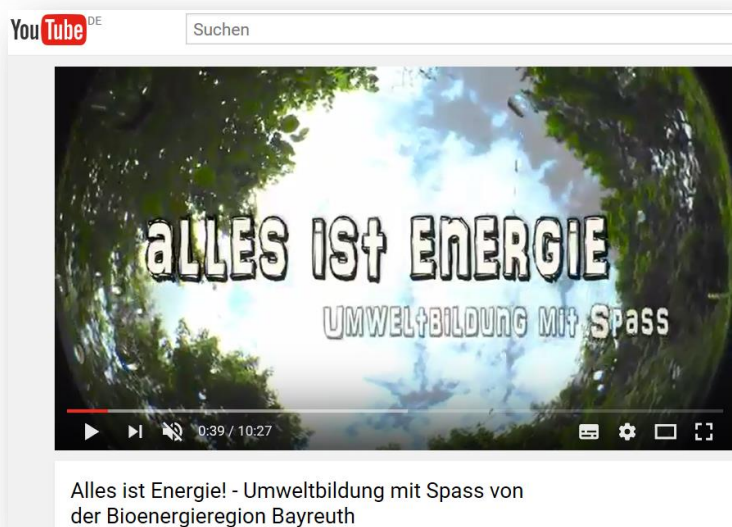 YouTube DE
Suchen
aLLES iSt ENERGiE
UMWELtBiLDUNG Mit SPaSS
0:39 / 10:27
Alles ist Energie! - Umweltbildung mit Spass von
der Bioenergieregion Bayreuth